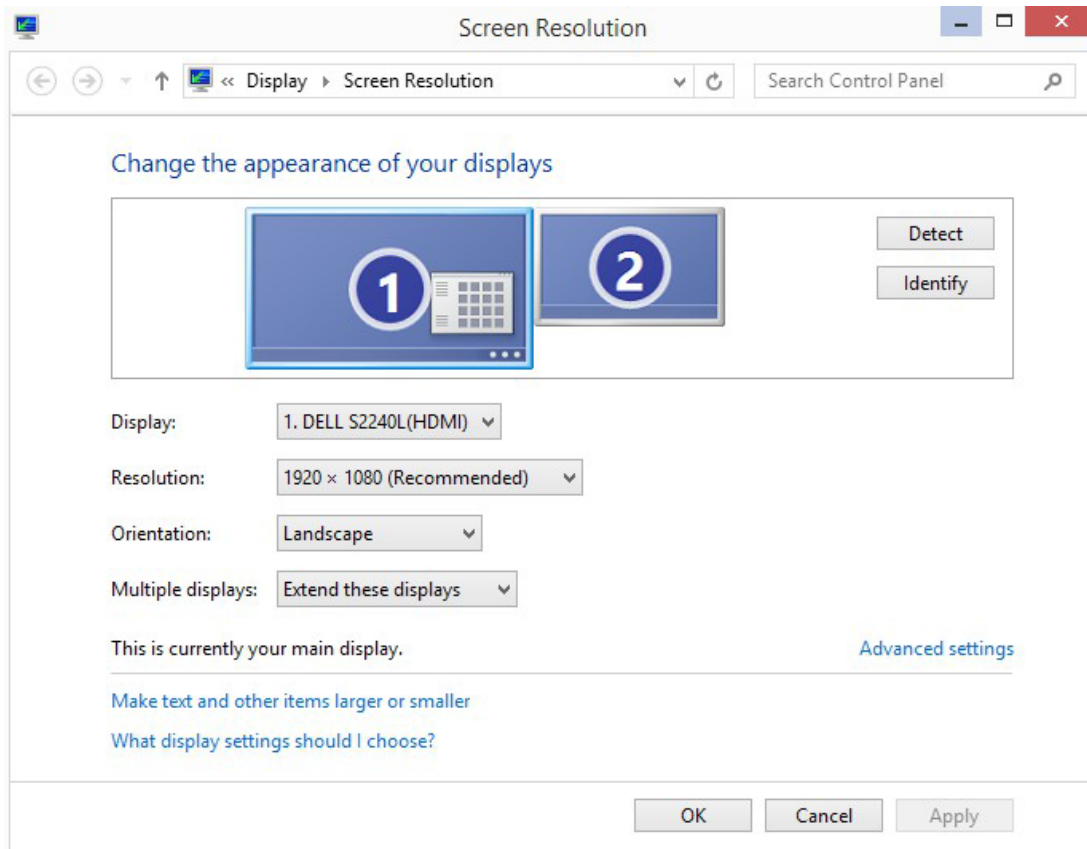 Screen Resolution
« Display Screen Resolution
Search Control Panel
Change the appearance of your displays
1
2
Detect
Identify
Display: 1. DELL S2240L(HDMI)
Resolution: 1920 × 1080 (Recommended)
Orientation: Landscape
Multiple displays: Extend these displays
This is currently your main display. Advanced settings
Make text and other items larger or smaller
What display settings should I choose?
OK Cancel Apply